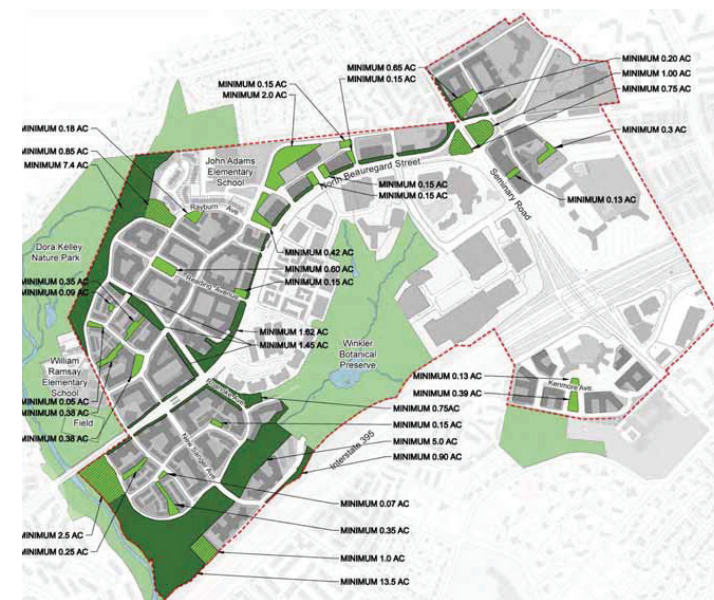 MINIMUM 0.65 AC
MINIMUM 0.20 AC
MINIMUM 0.15 AC
MINIMUM 0.15 AC
MINIMUM 1.00 AC
MINIMUM 2.0 AC
MINIMUM 0.75 AC
MINIMUM 0.18 AC
MINIMUM 0.3 AC
MINIMUM 0.85 AC
MINIMUM 7.4 AC
John Adams
Elementary
School
North Beauregard Street
Seminary Road
MINIMUM 0.15 AC
MINIMUM 0.15 AC
MINIMUM 0.13 AC
Rayburn Ave
Dora Kelley
Nature Park
MINIMUM 0.42 AC
MINIMUM 0.60 AC
MINIMUM 0.35 AC
Reading Avenue
MINIMUM 0.15 AC
MINIMUM 0.09 AC
MINIMUM 1.62 AC
MINIMUM 1.45 AC
Winkler
Botanical
Preserve
William
Ramsay
Elementary
School
Field
MINIMUM 0.13 AC
Kenmore Ave.
MINIMUM 0.39 AC
MINIMUM 0.05 AC
MINIMUM 0.38 AC
MINIMUM 0.75AC
MINIMUM 0.15 AC
MINIMUM 0.38 AC
MINIMUM 5.0 AC
MINIMUM 0.90 AC
Interstate 395
MINIMUM 0.07 AC
MINIMUM 0.35 AC
MINIMUM 2.5 AC
MINIMUM 0.25 AC
MINIMUM 1.0 AC
MINIMUM 13.5 AC